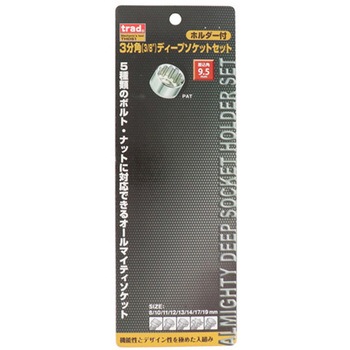 trad.
ホルダー付
3分角[3/8"]ディープソケットセット
差込角
9.5
mm
PAT
5種類のボルト・ナットに対応できるオールマイティソケット
ALMIGHTY DEEP SOCKET HOLDER SET
SIZE:
8/10/11/12/13/14/17/19 mm
機能性とデザイン性を極めた入組み